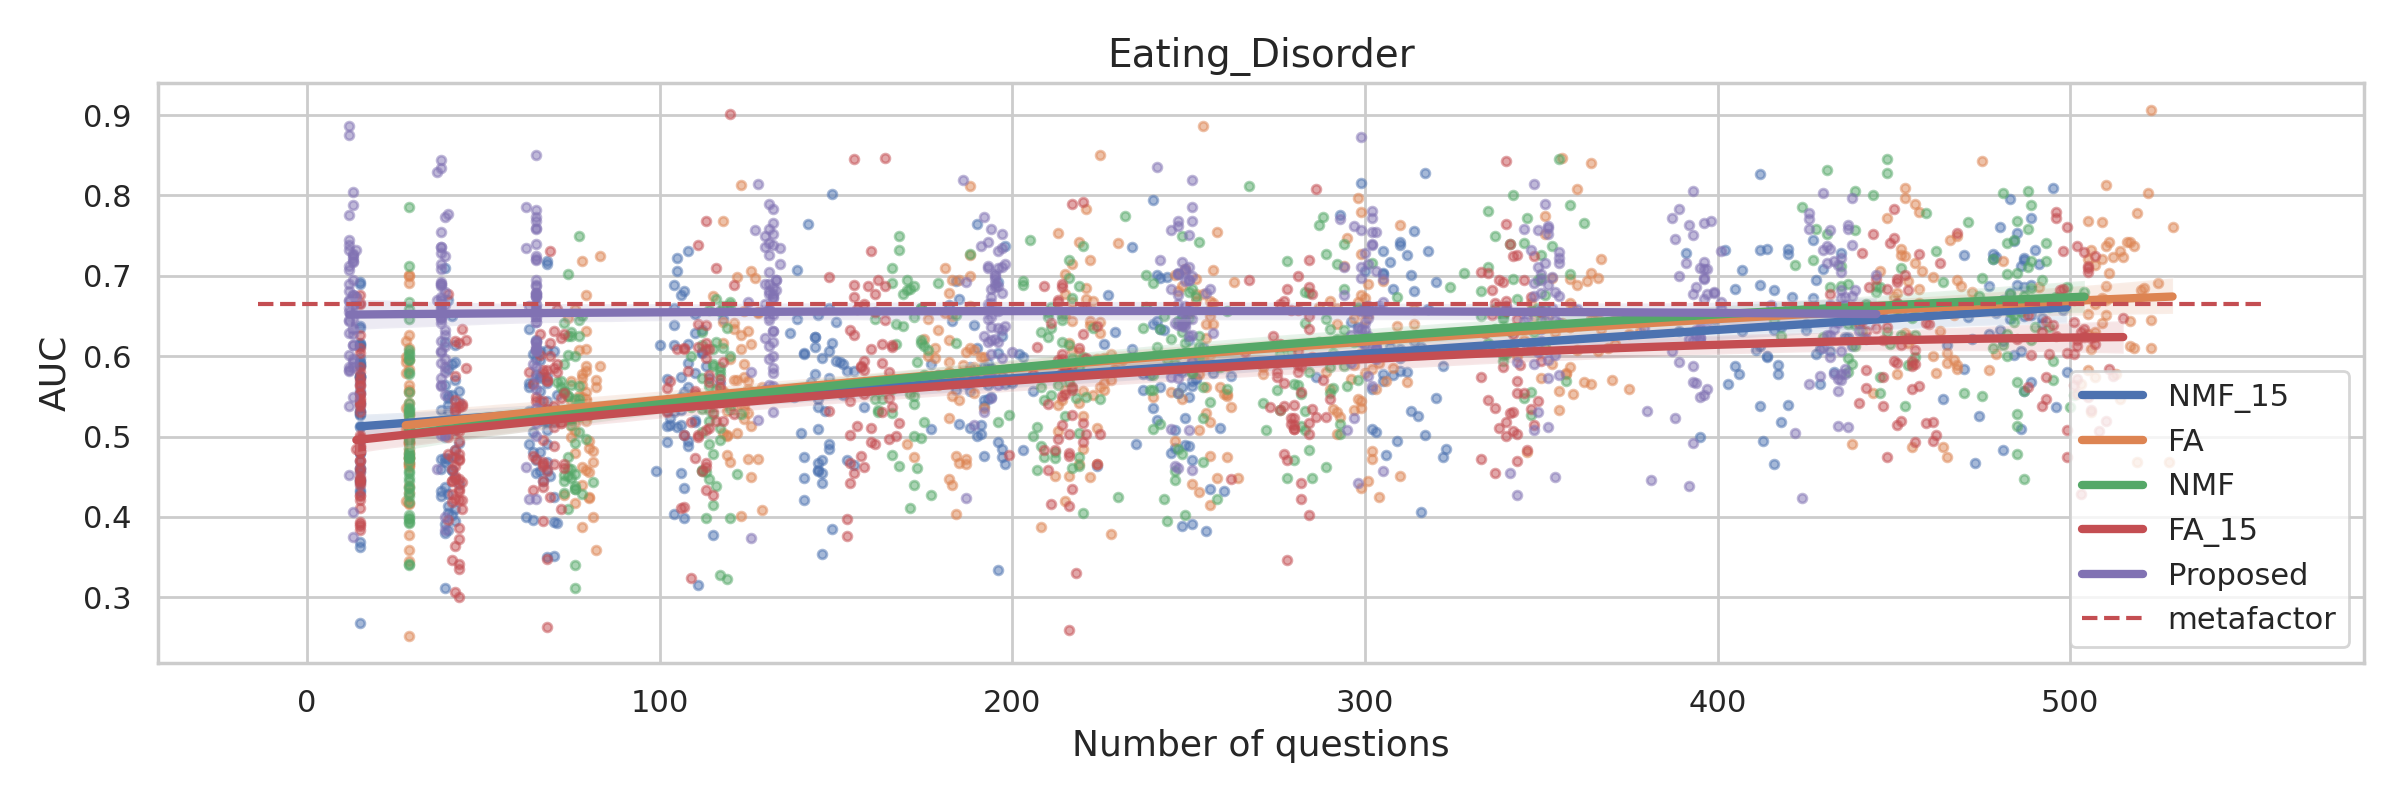 Eating_Disorder
AUC
0.9
0.8
0.7
0.6
0.5
0.4
0.3
0
100
200
300
400
500
Number of questions
NMF_15
FA
NMF
FA_15
Proposed
metafactor